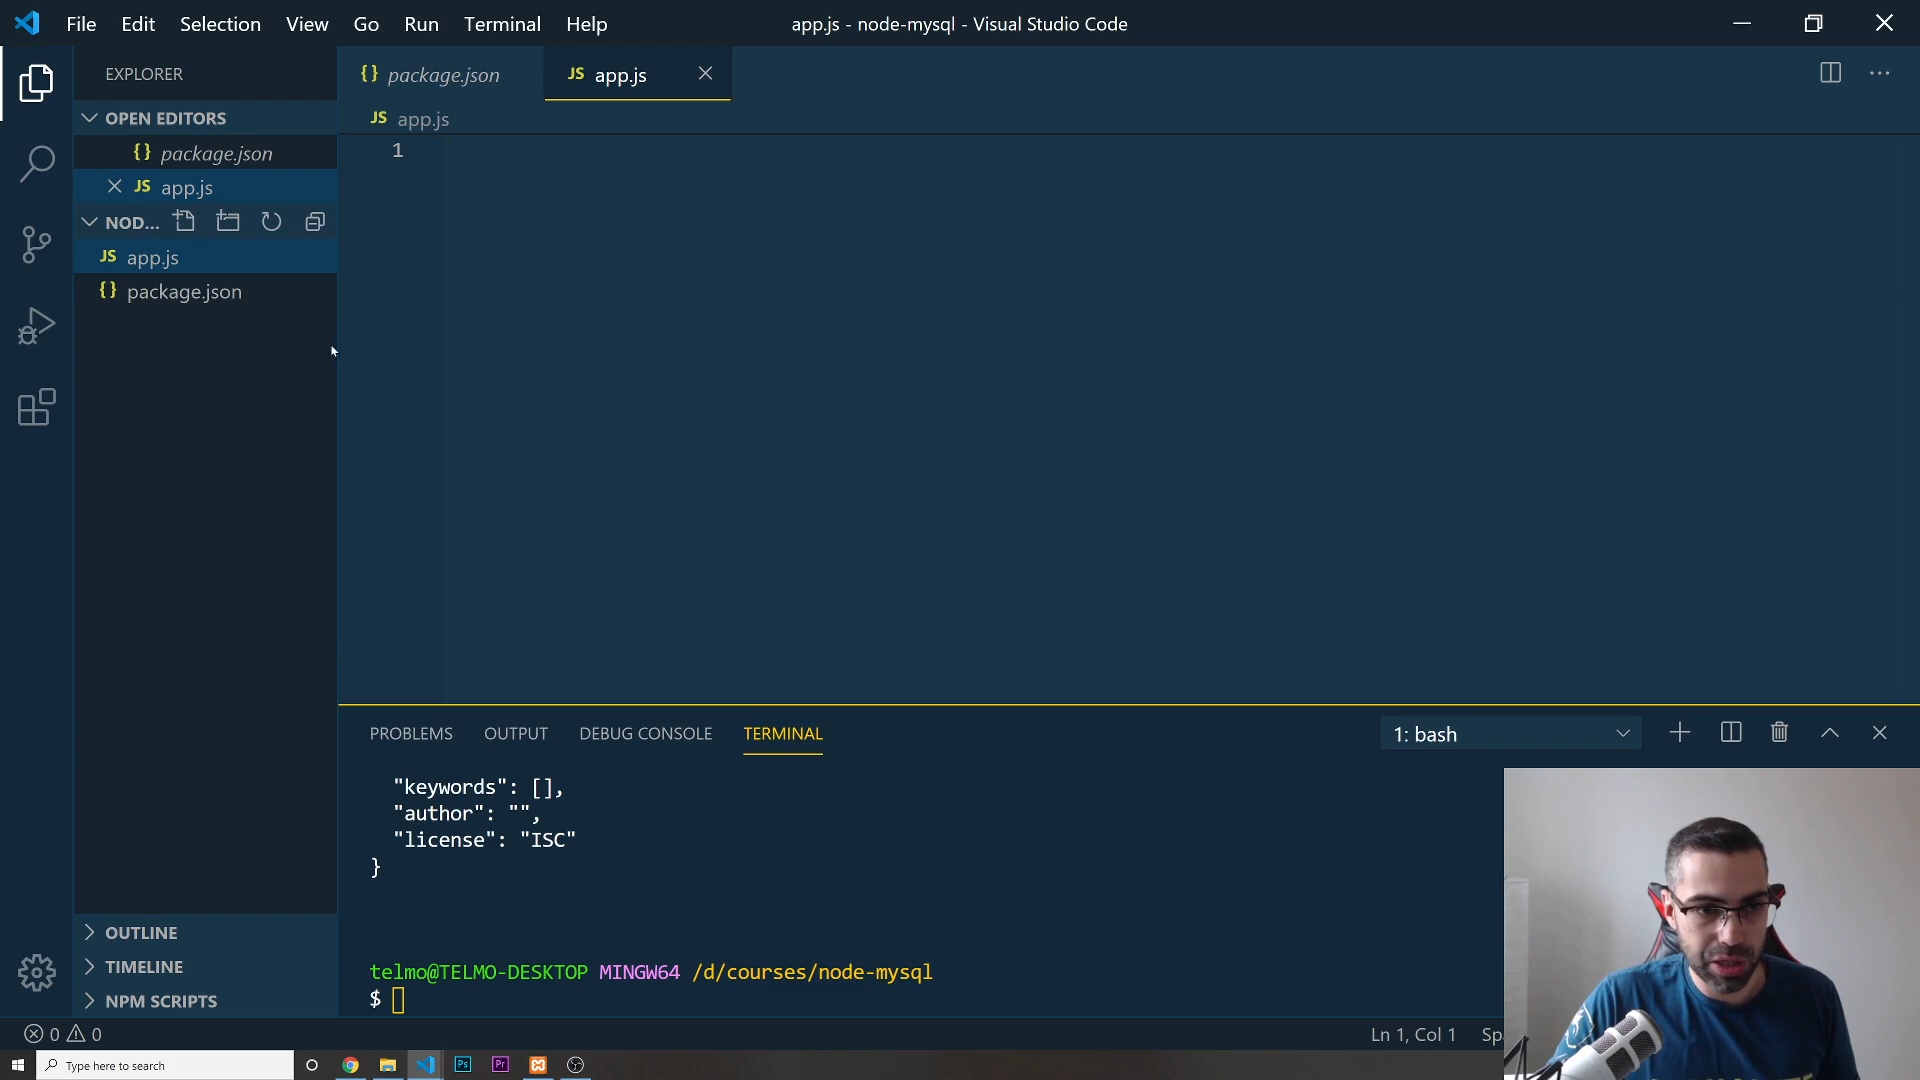 File Edit Selection View Go Run Terminal Help
app.js - node-mysql - Visual Studio Code
EXPLORER
{} package.json
JS app.js
OPEN EDITORS
JS app.js
{} package.json
JS app.js
NOD...
JS app.js
{} package.json
1
OUTLINE
TIMELINE
NPM SCRIPTS
PROBLEMS OUTPUT DEBUG CONSOLE TERMINAL
1: bash
"keywords": [],
"author": "",
"license": "ISC"
}
telmo@TELMO-DESKTOP MINGW64 /d/courses/node-mysql
$
0 0
Ln 1, Col 1
Type here to search
Ps
Pr